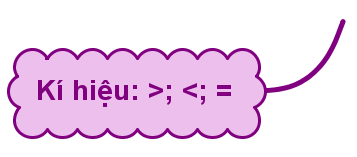 Kí hiệu: >; <; =